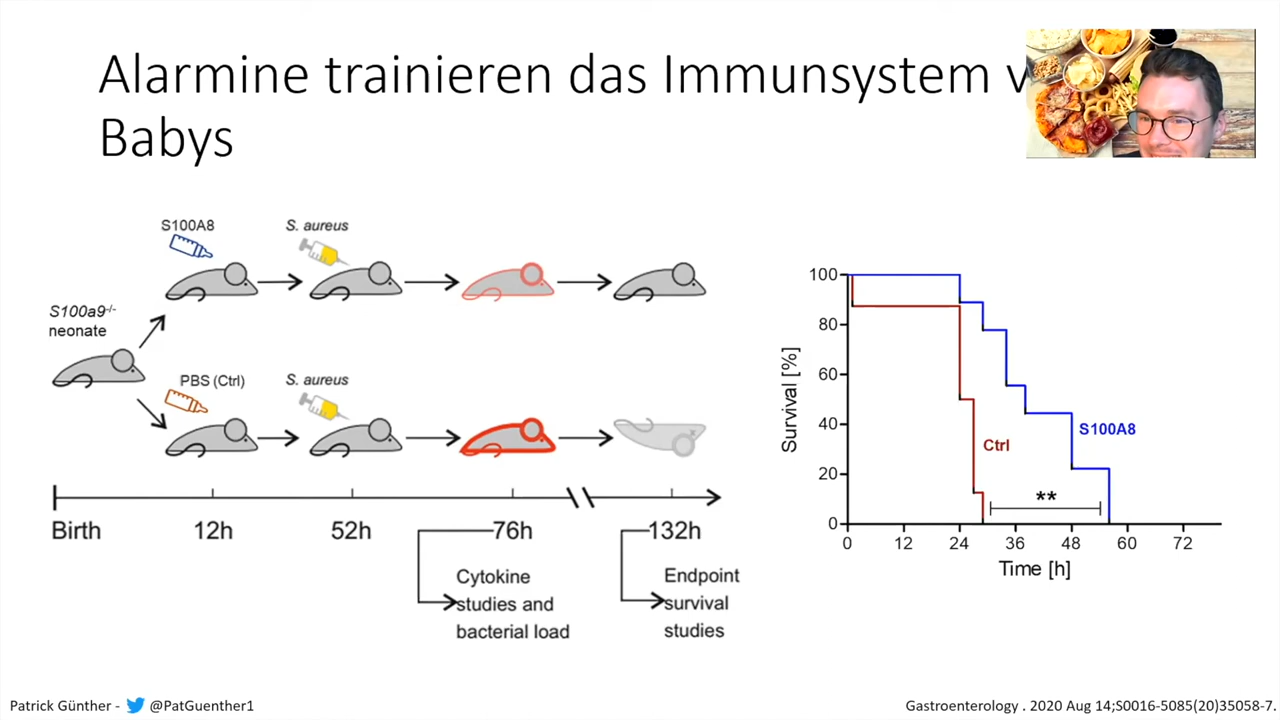 Alarmine trainieren das Immunsystem
Babys
S100A8
S. aureus
S100a9-/-
neonate
PBS (Ctrl)
S. aureus
Birth
12h
52h
76h
132h
Cytokine
studies and
bacterial load
Endpoint
survival
studies
Survival [%]
100
80
60
40
20
0
S100A8
Ctrl
**
0 12 24 36 48 60 72
Time [h]
Patrick Günther - @PatGuenther1
Gastroenterology . 2020 Aug 14;S0016-5085(20)35058-7.